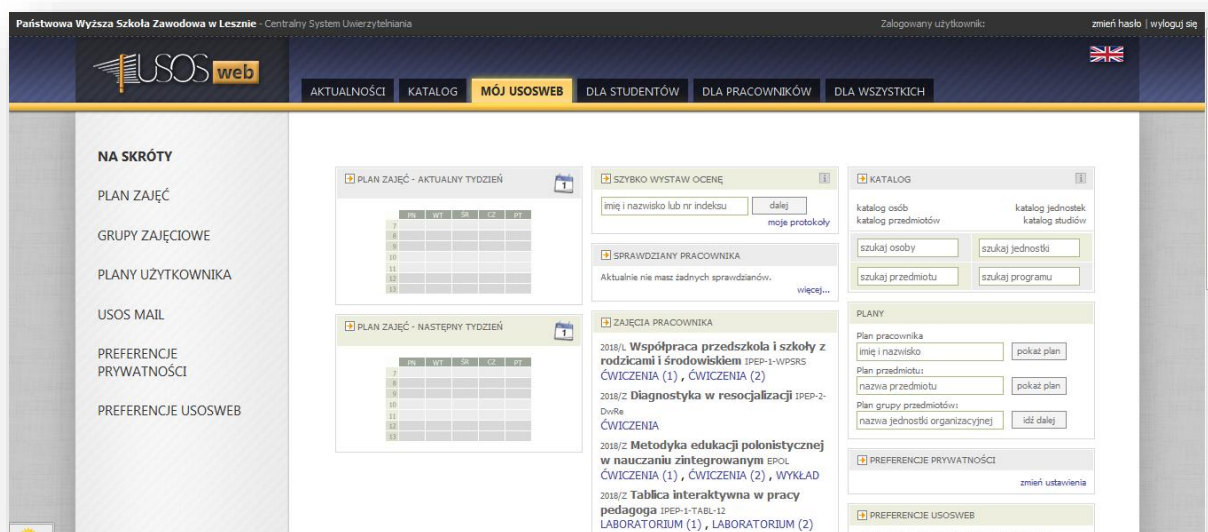 Państwowa Wyższa Szkoła Zawodowa w Lesznie - Centralny System Uwierzytelniania
Zalogowany użytkownik:
zmień hasło | wyloguj się
USOS web
AKTUALNOŚCI KATALOG MÓJ USOSWEB DLA STUDENTÓW DLA PRACOWNIKÓW DLA WSZYSTKICH
NA SKRÓTY
PLAN ZAJĘĆ
GRUPY ZAJĘCIOWE
PLANY UŻYTKOWNIKA
USOS MAIL
PREFERENCJE
PRYWATNOŚCI
PREFERENCJE USOSWEB
PLAN ZAJĘĆ - AKTUALNY TYDZIEŃ
1
PN WT ŚR CZ PT
7
8
9
10
11
12
13
PLAN ZAJĘĆ - NASTĘPNY TYDZIEŃ
1
PN WT ŚR CZ PT
7
8
9
10
11
12
13
SZYBKO WYSTAW OCENĘ
imię i nazwisko lub nr indeksu dalej
moje protokoły
SPRAWDZIANY PRACOWNIKA
Aktualnie nie masz żadnych sprawdzianów.
więcej...
ZAJĘCIA PRACOWNIKA
2018/L Współpraca przedszkola i szkoły z
rodzicami i środowiskiem IPEP-1-WPSRS
ĆWICZENIA (1) , ĆWICZENIA (2)
2018/Z Diagnostyka w resocjalizacji IPEP-2-
DwRe
ĆWICZENIA
2018/Z Metodyka edukacji polonistycznej
w nauczaniu zintegrowanym EPOL
ĆWICZENIA (1) , ĆWICZENIA (2) , WYKŁAD
2018/Z Tablica interaktywna w pracy
pedagoga IPEP-1-TABL-12
LABORATORIUM (1) , LABORATORIUM (2)
KATALOG
katalog osób katalog jednostek
katalog przedmiotów katalog studiów
szukaj osoby szukaj jednostki
szukaj przedmiotu szukaj programu
PLANY
Plan pracownika
imię i nazwisko pokaż plan
Plan przedmiotu:
nazwa przedmiotu pokaż plan
Plan grupy przedmiotów:
nazwa jednostki organizacyjnej idź dalej
PREFERENCJE PRYWATNOŚCI
zmień ustawienia
PREFERENCJE USOSWEB